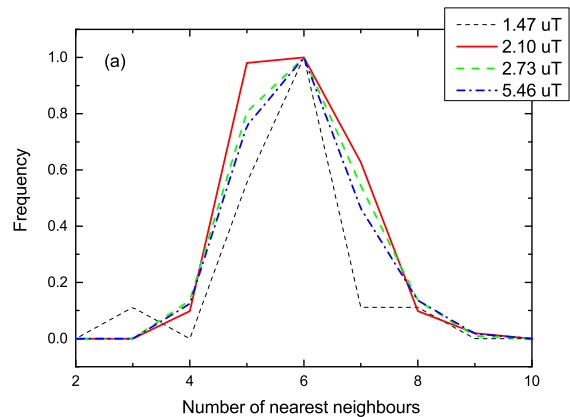 1.47 uT
2.10 uT
2.73 uT
5.46 uT
(a)
1.0
0.8
0.6
0.4
0.2
0.0
Frequency
2 4 6 8 10
Number of nearest neighbours